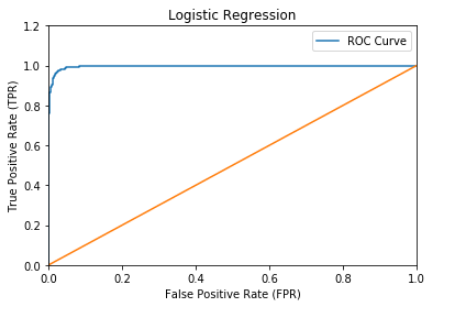 Logistic Regression
ROC Curve
True Positive Rate (TPR)
1.2
1.0
0.8
0.6
0.4
0.2
0.0
0.0 0.2 0.4 0.6 0.8 1.0
False Positive Rate (FPR)